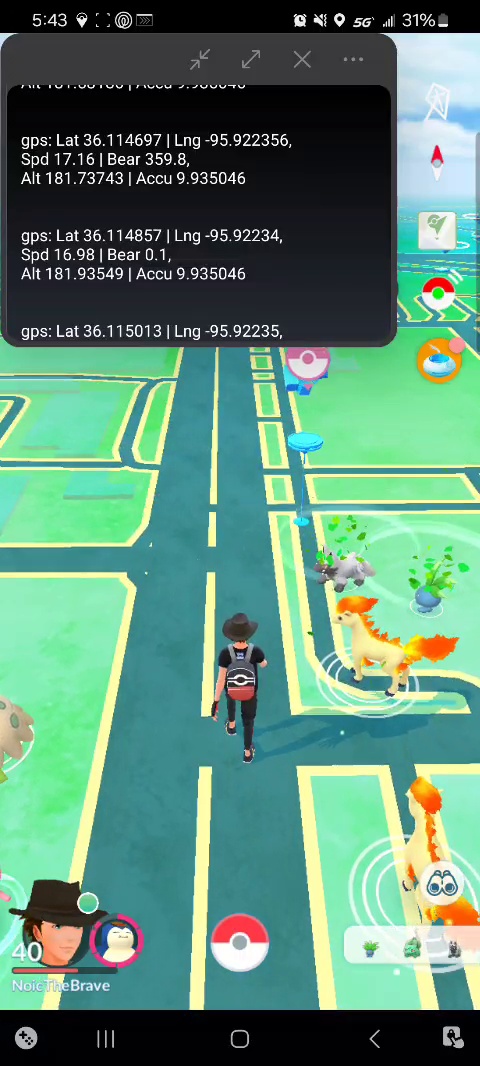 5:43
5G
31%
gps: Lat 36.114697 | Lng -95.922356,
Spd 17.16 | Bear 359.8,
Alt 181.73743 | Accu 9.935046
gps: Lat 36.114857 | Lng -95.92234,
Spd 16.98 | Bear 0.1,
Alt 181.93549 | Accu 9.935046
gps: Lat 36.115013 | Lng -95.92235,
40
NoicTheBrave